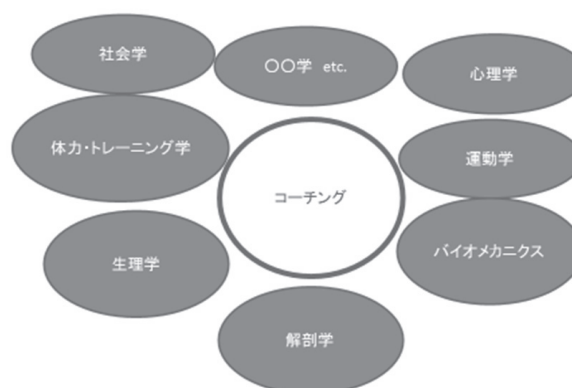 社会学
〇〇学 etc.
心理学
体力・トレーニング学
運動学
コーチング
生理学
バイオメカニクス
解剖学